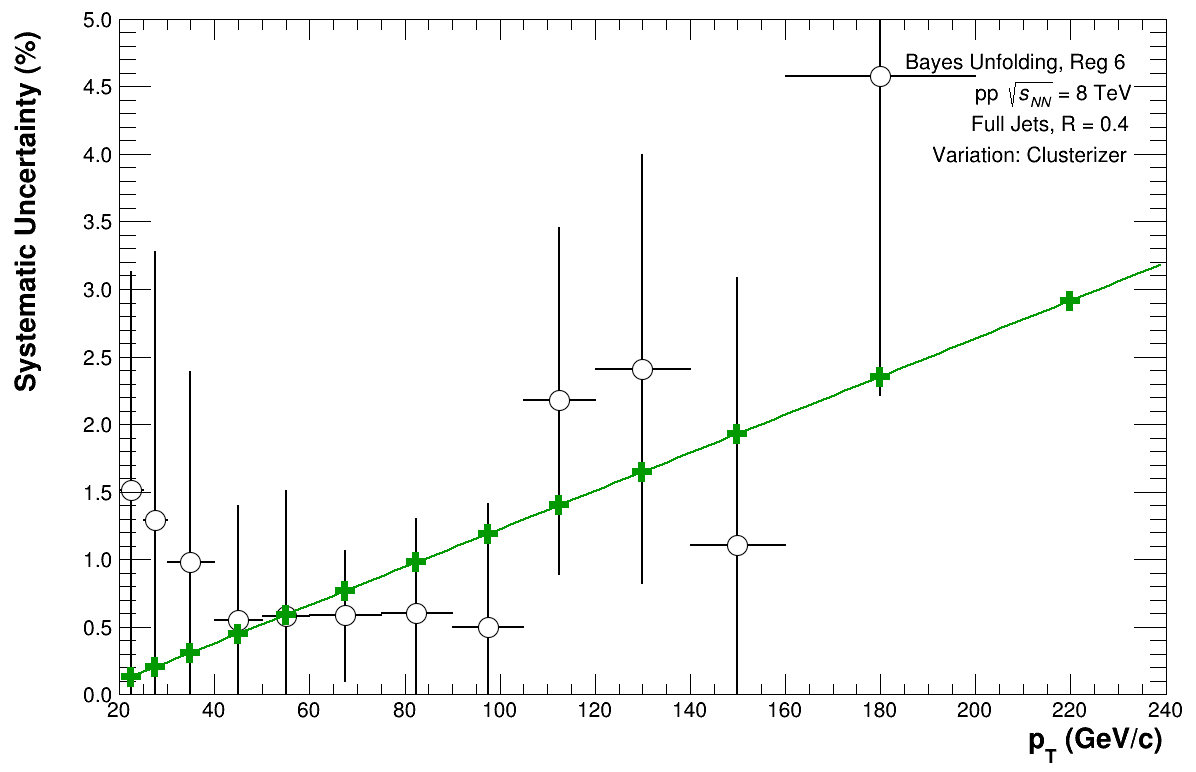 Systematic Uncertainty (%)
5.0
4.5
4.0
3.5
3.0
2.5
2.0
1.5
1.0
0.5
0.0
Bayes Unfolding, Reg 6
pp √sNN = 8 TeV
Full Jets, R = 0.4
Variation: Clusterizer
20 40 60 80 100 120 140 160 180 200 220 240
pT (GeV/c)